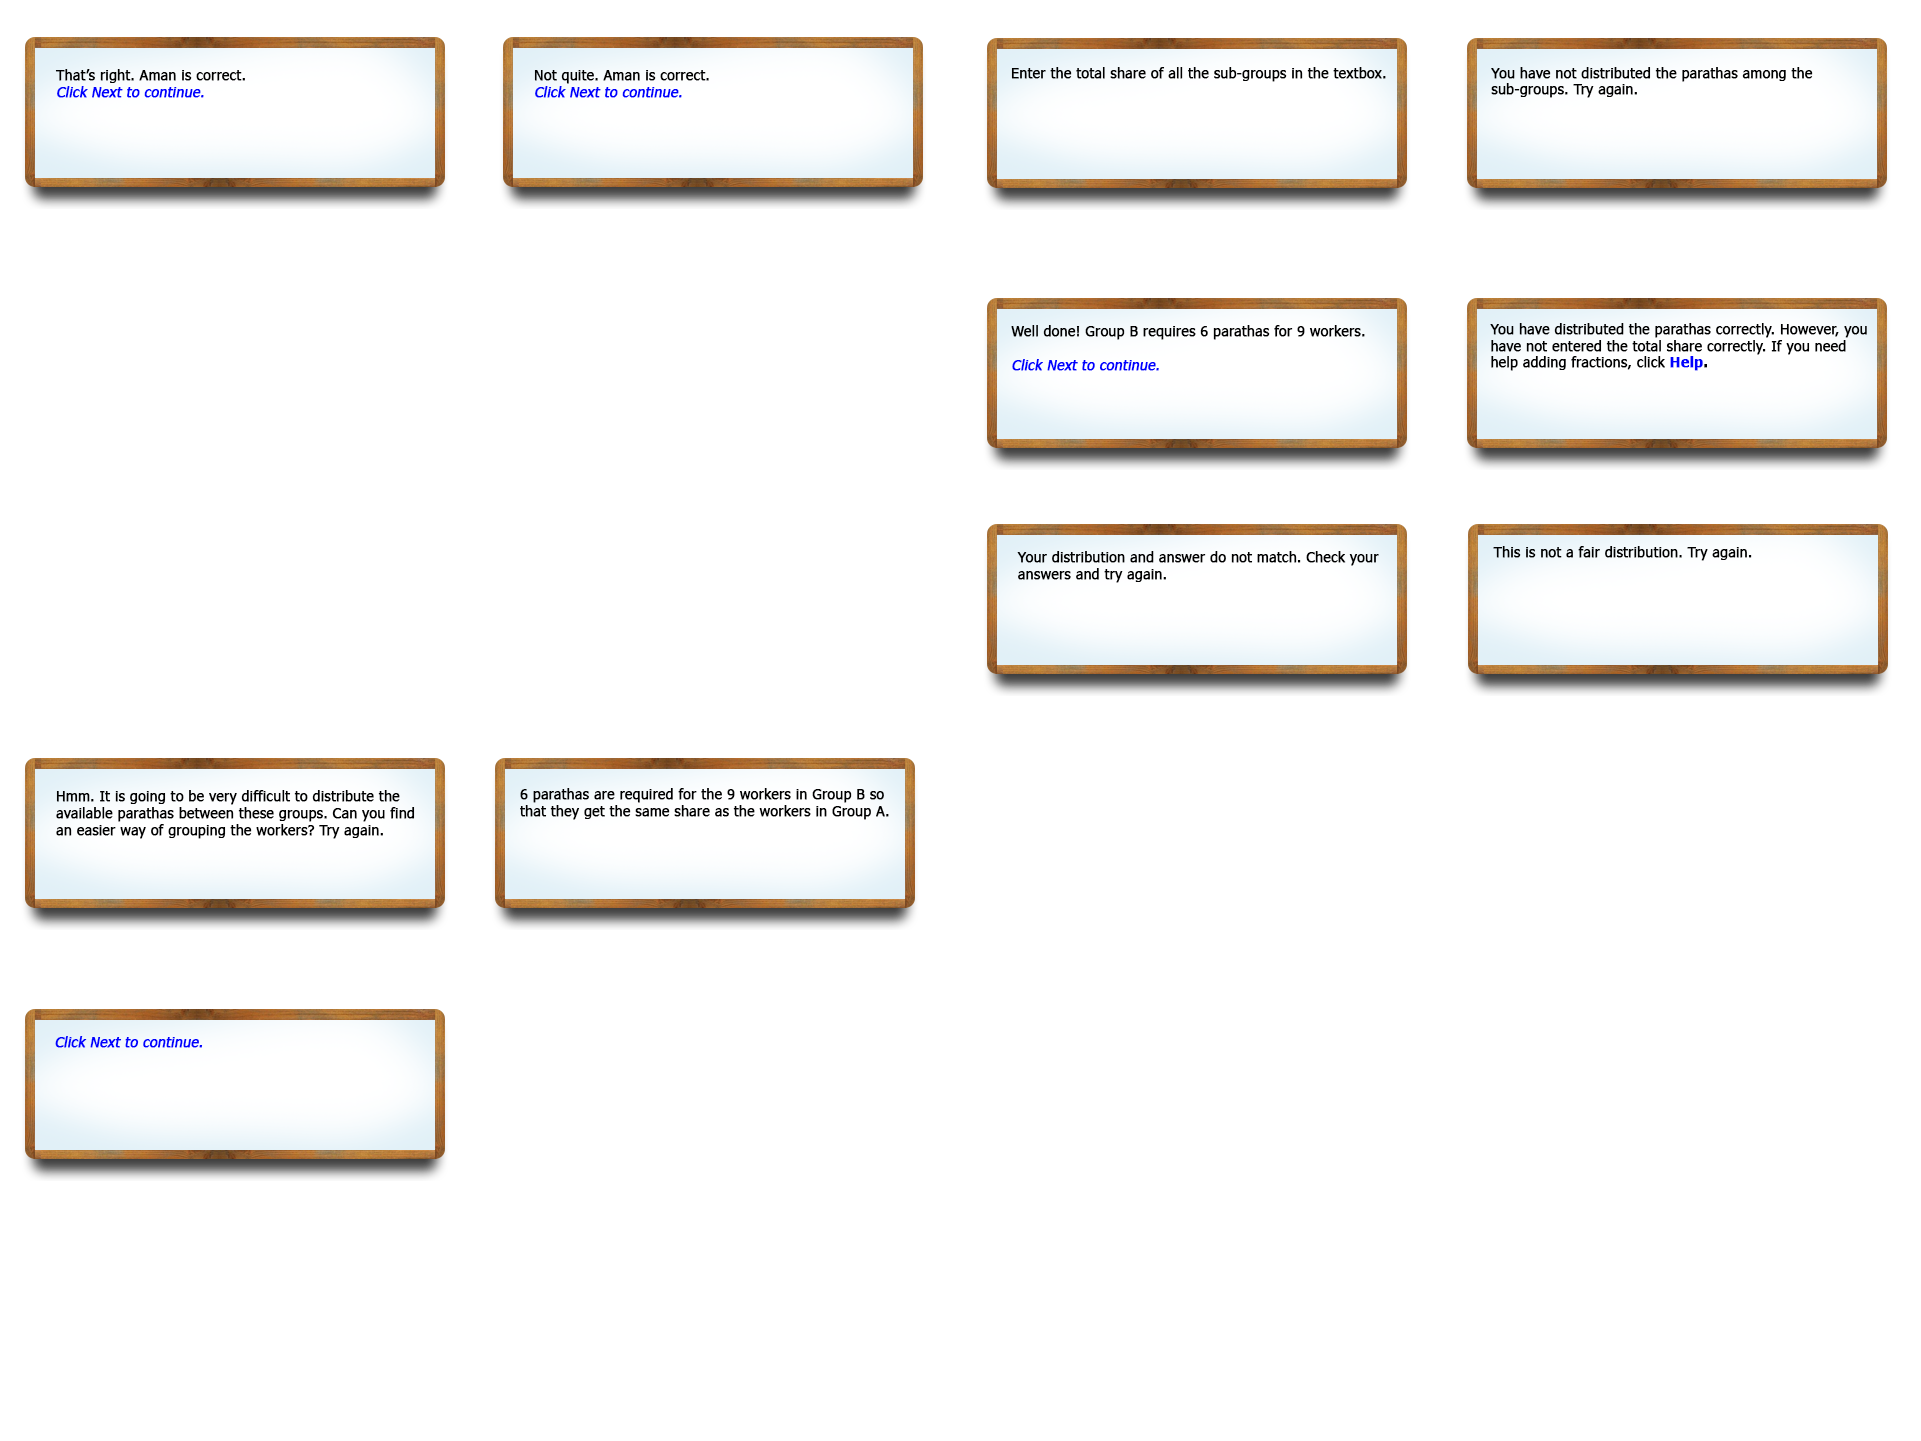 That’s right. Aman is correct.
Click Next to continue.
Not quite. Aman is correct.
Click Next to continue.
Enter the total share of all the sub-groups in the textbox.
You have not distributed the parathas among the
sub-groups. Try again.
Well done! Group B requires 6 parathas for 9 workers.
Click Next to continue.
You have distributed the parathas correctly. However, you
have not entered the total share correctly. If you need
help adding fractions, click Help.
Your distribution and answer do not match. Check your
answers and try again.
This is not a fair distribution. Try again.
Hmm. It is going to be very difficult to distribute the
available parathas between these groups. Can you find
an easier way of grouping the workers? Try again.
6 parathas are required for the 9 workers in Group B so
that they get the same share as the workers in Group A.
Click Next to continue.